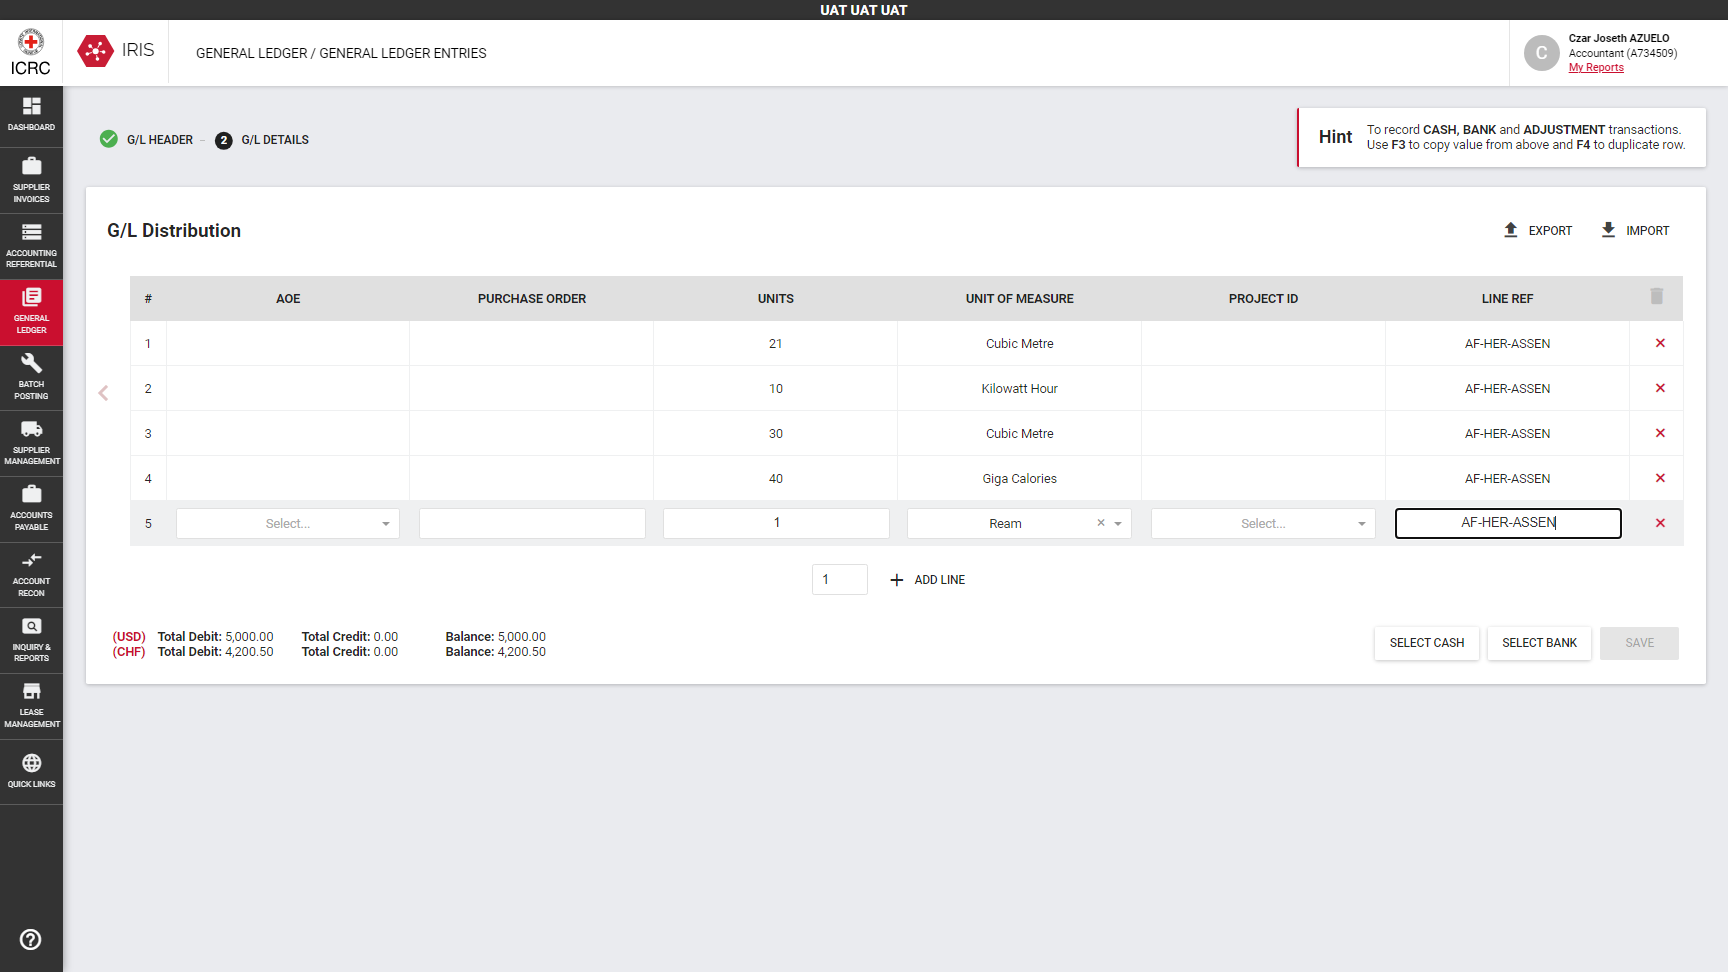 UAT UAT UAT
ICRC
IRIS
GENERAL LEDGER / GENERAL LEDGER ENTRIES
C
Czar Joseth AZUELO
Accountant (A734509)
My Reports
DASHBOARD
SUPPLIER
INVOICES
ACCOUNTING
REFERENTIAL
GENERAL
LEDGER
BATCH
POSTING
SUPPLIER
MANAGEMENT
ACCOUNTS
PAYABLE
ACCOUNT
RECON
INQUIRY &
REPORTS
LEASE
MANAGEMENT
QUICK LINKS
G/L HEADER
2 G/L DETAILS
Hint
To record CASH, BANK and ADJUSTMENT transactions.
Use F3 to copy value from above and F4 to duplicate row.
G/L Distribution
EXPORT
IMPORT
# AOE PURCHASE ORDER UNITS UNIT OF MEASURE PROJECT ID LINE REF
1 21 Cubic Metre AF-HER-ASSEN
2 10 Kilowatt Hour AF-HER-ASSEN
3 30 Cubic Metre AF-HER-ASSEN
4 40 Giga Calories AF-HER-ASSEN
5 Select... 1 Ream Select... AF-HER-ASSEN
1 ADD LINE
(USD) Total Debit: 5,000.00 Total Credit: 0.00 Balance: 5,000.00
(CHF) Total Debit: 4,200.50 Total Credit: 0.00 Balance: 4,200.50
SELECT CASH
SELECT BANK
SAVE